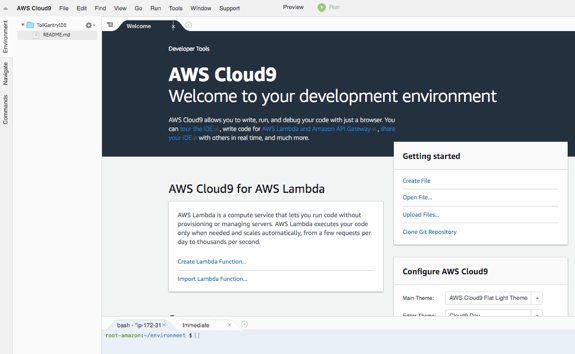 AWS Cloud9 File Edit Find View Go Run Tools Window Support Preview Run
Environment
Navigate
Commands
TollGantryIDE
README.md
Welcome
Developer Tools
AWS Cloud9
Welcome to your development environment
AWS Cloud9 allows you to write, run, and debug your code with just a browser. You
can tour the IDE, write code for AWS Lambda and Amazon API Gateway, share
your IDE with others in real time, and much more.
Getting started
Create File
Open File...
Upload Files...
Clone Git Repository
AWS Cloud9 for AWS Lambda
AWS Lambda is a compute service that lets you run code without
provisioning or managing servers. AWS Lambda executes your code
only when needed and scales automatically, from a few requests per
day to thousands per second.
Create Lambda Function...
Import Lambda Function...
Configure AWS Cloud9
Main Theme: AWS Cloud9 Flat Light Theme
Editor Theme: Cloud9 Day
bash - "ip-172-31 Immediate
root-amazon:~/environment $